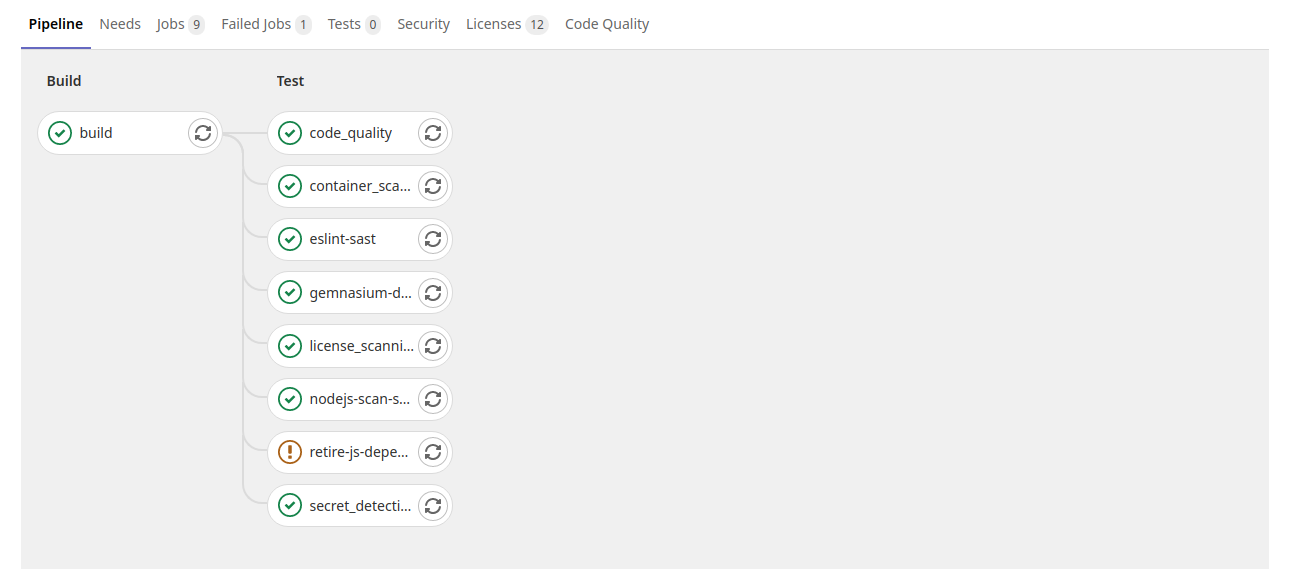 Pipeline Needs Jobs 9 Failed Jobs 1 Tests 0 Security Licenses 12 Code Quality
Build Test
build code_quality
container_sca...
eslint-sast
gemnasium-d...
license_scanni...
nodejs-scan-s...
retire-js-depe...
secret_detecti...